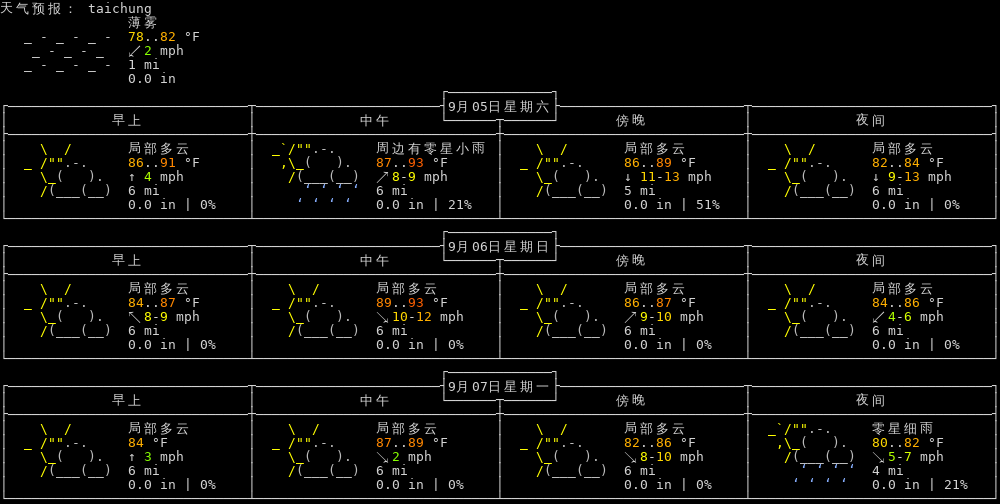 天气预报： taichung
薄雾
78..82 °F
↙2 mph
1 mi
0.0 in
9月05日星期六
早上 中午 傍晚 夜间
局部多云 周边有零星小雨 局部多云 局部多云
86..91 °F 87..93 °F 86..89 °F 82..84 °F
↑ 4 mph ↗8-9 mph ↓ 11-13 mph ↓ 9-13 mph
6 mi 6 mi 5 mi 6 mi
0.0 in | 0% 0.0 in | 21% 0.0 in | 51% 0.0 in | 0%
9月06日星期日
早上 中午 傍晚 夜间
局部多云 局部多云 局部多云 局部多云
84..87 °F 89..93 °F 86..87 °F 84..86 °F
↖8-9 mph ↘10-12 mph ↗9-10 mph ↙4-6 mph
6 mi 6 mi 6 mi 6 mi
0.0 in | 0% 0.0 in | 0% 0.0 in | 0% 0.0 in | 0%
9月07日星期一
早上 中午 傍晚 夜间
局部多云 局部多云 局部多云 零星细雨
84 °F 87..89 °F 82..86 °F 80..82 °F
↑ 3 mph ↘2 mph ↘8-10 mph ↘5-7 mph
6 mi 6 mi 6 mi 4 mi
0.0 in | 0% 0.0 in | 0% 0.0 in | 0% 0.0 in | 21%